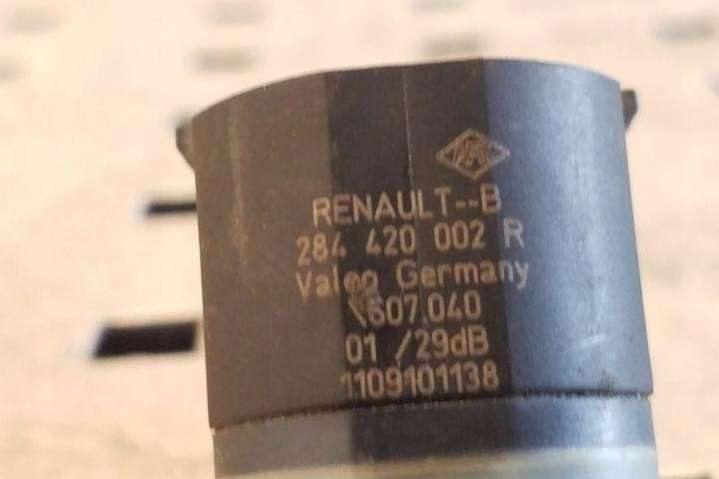 RENAULT--B
284 420 002 R
Valeo Germany
607.040
01 /29dB
1109101138